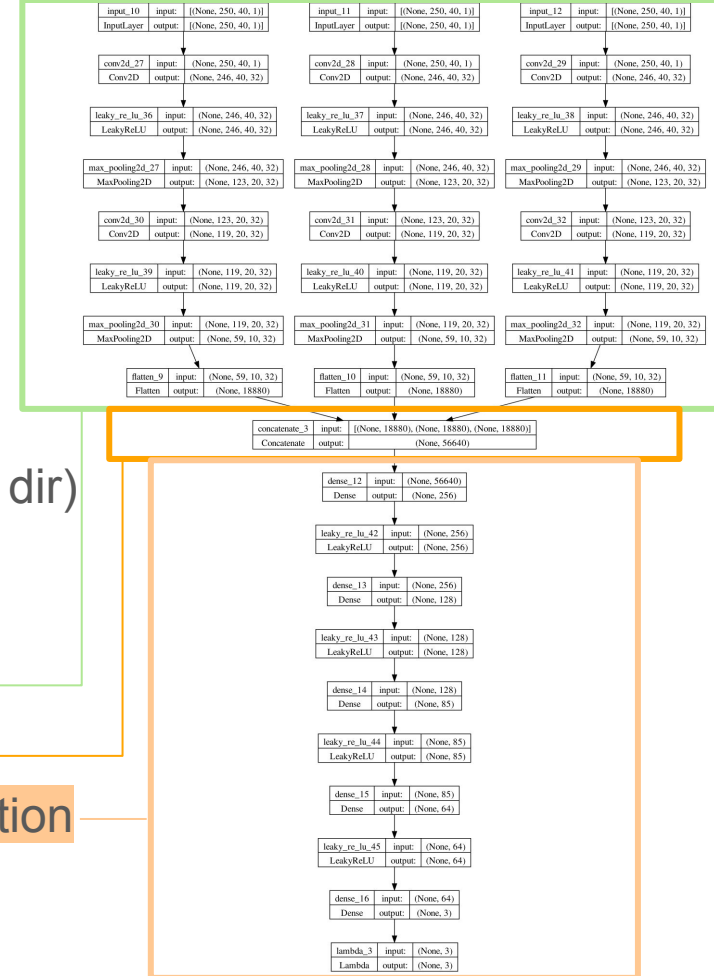 input_10 input: [(None, 250, 40, 1)] input_11 input: [(None, 250, 40, 1)] input_12 input: [(None, 250, 40, 1)]
InputLayer output: [(None, 250, 40, 1)] InputLayer output: [(None, 250, 40, 1)] InputLayer output: [(None, 250, 40, 1)]
conv2d_27 input: (None, 250, 40, 1) conv2d_28 input: (None, 250, 40, 1) conv2d_29 input: (None, 250, 40, 1)
Conv2D output: (None, 246, 40, 32) Conv2D output: (None, 246, 40, 32) Conv2D output: (None, 246, 40, 32)
leaky_re_lu_36 input: (None, 246, 40, 32) leaky_re_lu_37 input: (None, 246, 40, 32) leaky_re_lu_38 input: (None, 246, 40, 32)
LeakyReLU output: (None, 246, 40, 32) LeakyReLU output: (None, 246, 40, 32) LeakyReLU output: (None, 246, 40, 32)
max_pooling2d_27 input: (None, 246, 40, 32) max_pooling2d_28 input: (None, 246, 40, 32) max_pooling2d_29 input: (None, 246, 40, 32)
MaxPooling2D output: (None, 123, 20, 32) MaxPooling2D output: (None, 123, 20, 32) MaxPooling2D output: (None, 123, 20, 32)
conv2d_30 input: (None, 123, 20, 32) conv2d_31 input: (None, 123, 20, 32) conv2d_32 input: (None, 123, 20, 32)
Conv2D output: (None, 119, 20, 32) Conv2D output: (None, 119, 20, 32) Conv2D output: (None, 119, 20, 32)
leaky_re_lu_39 input: (None, 119, 20, 32) leaky_re_lu_40 input: (None, 119, 20, 32) leaky_re_lu_41 input: (None, 119, 20, 32)
LeakyReLU output: (None, 119, 20, 32) LeakyReLU output: (None, 119, 20, 32) LeakyReLU output: (None, 119, 20, 32)
max_pooling2d_30 input: (None, 119, 20, 32) max_pooling2d_31 input: (None, 119, 20, 32) max_pooling2d_32 input: (None, 119, 20, 32)
MaxPooling2D output: (None, 59, 10, 32) MaxPooling2D output: (None, 59, 10, 32) MaxPooling2D output: (None, 59, 10, 32)
flatten_9 input: (None, 59, 10, 32) flatten_10 input: (None, 59, 10, 32) flatten_11 input: (None, 59, 10, 32)
Flatten output: (None, 18880) Flatten output: (None, 18880) Flatten output: (None, 18880)
concatenate_3 input: [(None, 18880), (None, 18880), (None, 18880)]
Concatenate output: (None, 56640)
dir)
dense_12 input: (None, 56640)
Dense output: (None, 256)
leaky_re_lu_42 input: (None, 256)
LeakyReLU output: (None, 256)
dense_13 input: (None, 256)
Dense output: (None, 128)
leaky_re_lu_43 input: (None, 128)
LeakyReLU output: (None, 128)
dense_14 input: (None, 128)
Dense output: (None, 85)
leaky_re_lu_44 input: (None, 85)
LeakyReLU output: (None, 85)
dense_15 input: (None, 85)
Dense output: (None, 64)
tion
leaky_re_lu_45 input: (None, 64)
LeakyReLU output: (None, 64)
dense_16 input: (None, 64)
Dense output: (None, 3)
lambda_3 input: (None, 3)
Lambda output: (None, 3)